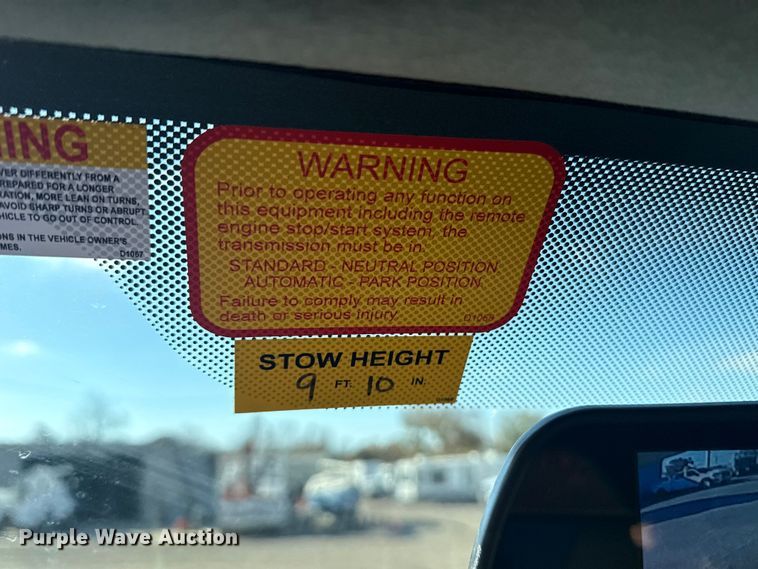 ING
VER DIFFERENTLY FROM A
REPARED FOR A LONGER
RATION, MORE LEAN ON TURNS,
AVOID SHARP TURNS OR ABRUPT
HICLE TO GO OUT OF CONTROL.
ONS IN THE VEHICLE OWNER'S
MES.
D1067
WARNING
Prior to operating any function on
this equipment including the remote
engine stop/start system, the
transmission must be in:
STANDARD - NEUTRAL POSITION
AUTOMATIC - PARK POSITION
Failure to comply may result in
death or serious injury.
STOW HEIGHT
9 FT. 10 IN.
Purple Wave Auction